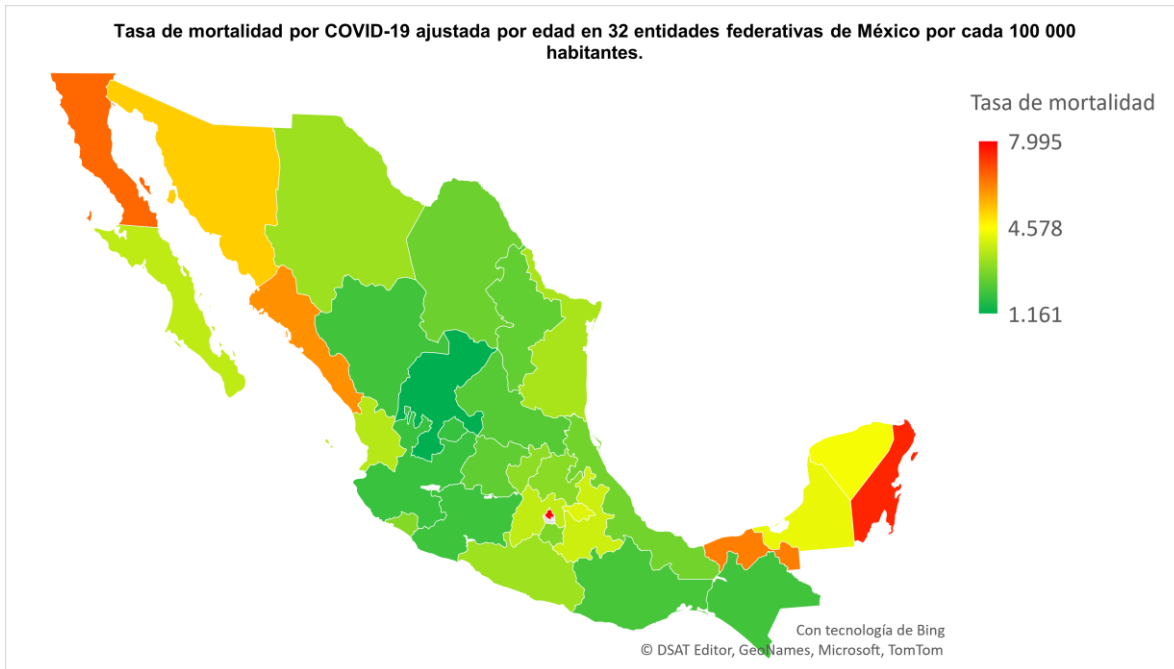 Tasa de mortalidad por COVID-19 ajustada por edad en 32 entidades federativas de México por cada 100 000
habitantes.
Tasa de mortalidad
7.995
4.578
1.161
Con tecnología de Bing
© DSAT Editor, GeoNames, Microsoft, TomTom